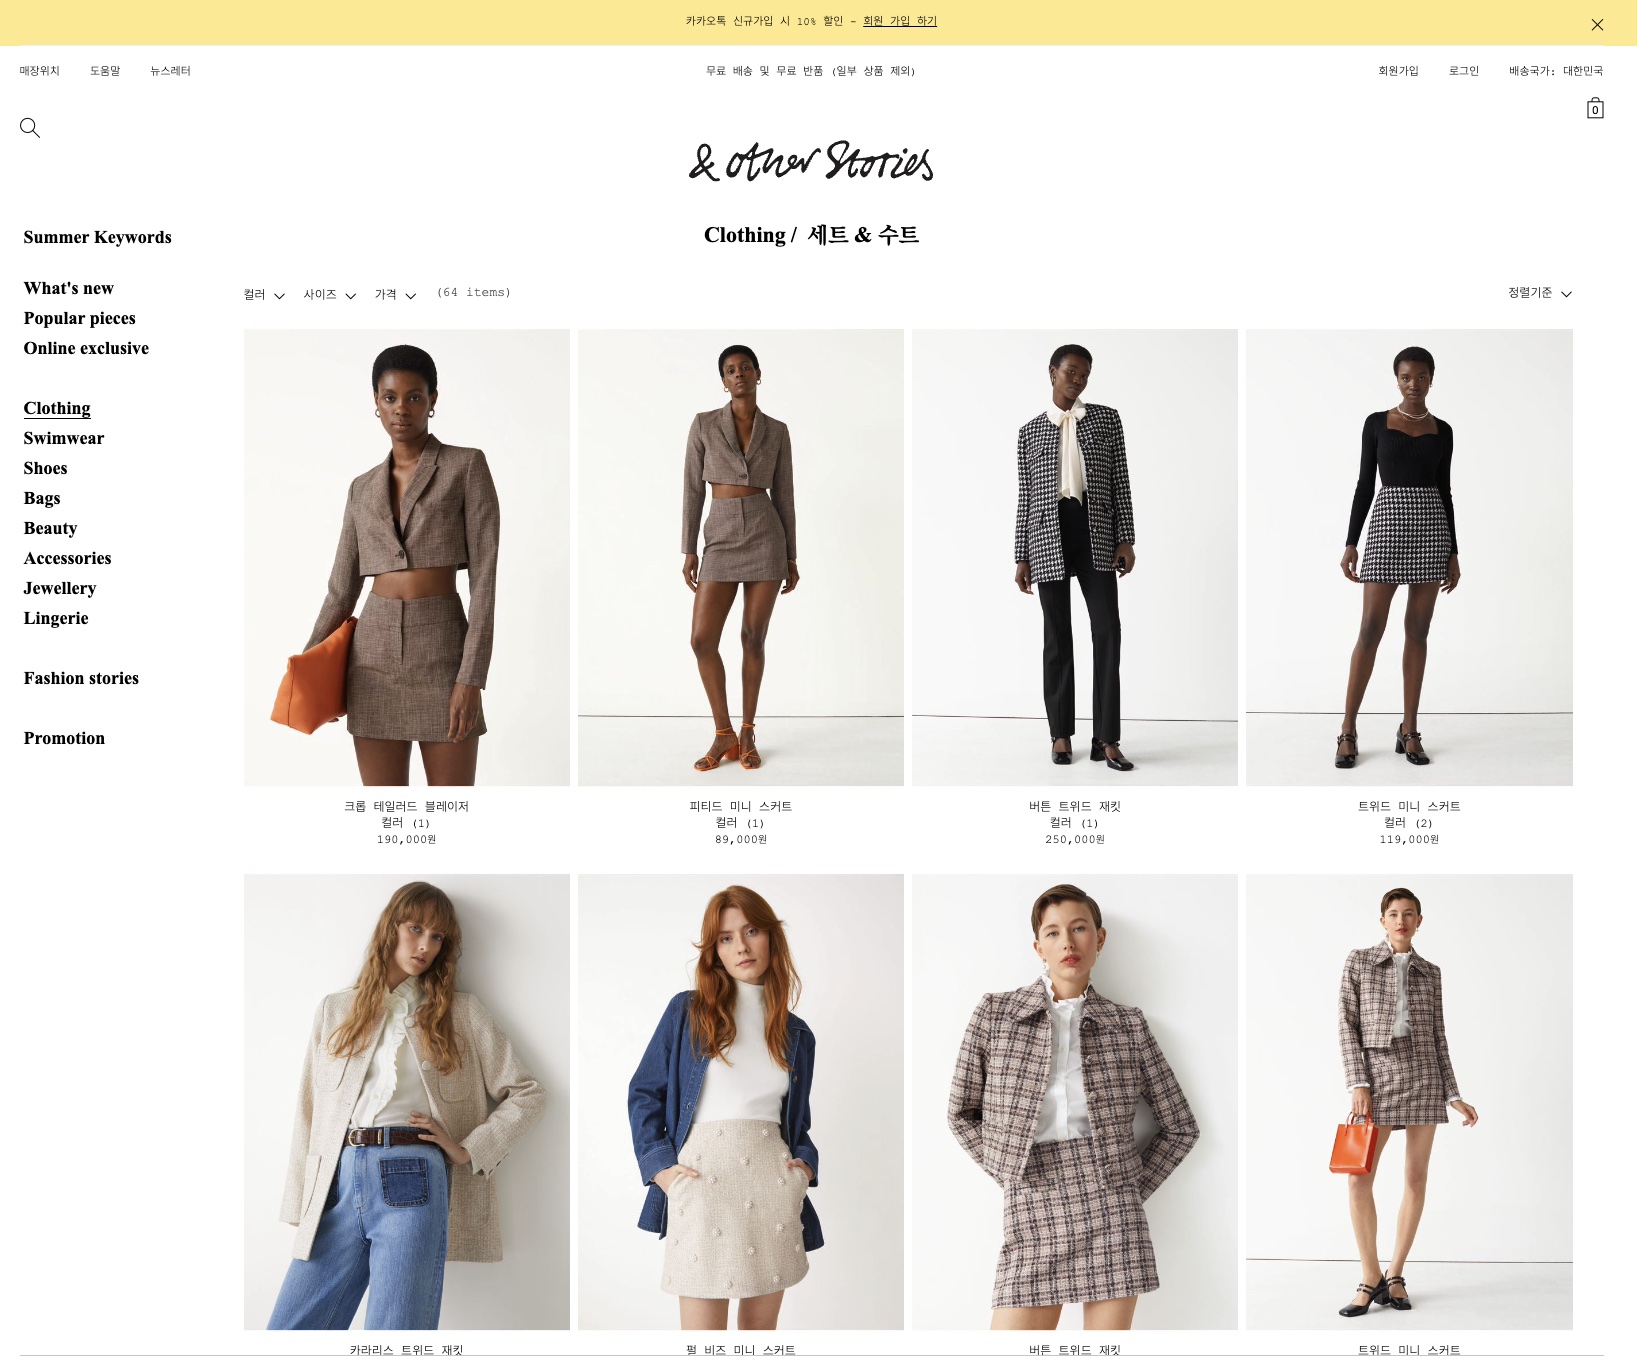 카카오톡 신규가입 시 10% 할인 - 회원 가입 하기
매장위치 도움말 뉴스레터 무료 배송 및 무료 반품 (일부 상품 제외) 회원가입 로그인 배송국가: 대한민국
0
& other Stories
Clothing / 세트 & 수트
Summer Keywords
What's new
Popular pieces
Online exclusive
Clothing
Swimwear
Shoes
Bags
Beauty
Accessories
Jewellery
Lingerie
Fashion stories
Promotion
컬러 사이즈 가격 (64 items) 정렬기준
크롭 테일러드 블레이저
컬러 (1)
190,000원
피티드 미니 스커트
컬러 (1)
89,000원
버튼 트위드 재킷
컬러 (1)
250,000원
트위드 미니 스커트
컬러 (2)
119,000원
카라리스 트위드 재킷
펄 비즈 미니 스커트
버튼 트위드 재킷
트위드 미니 스커트